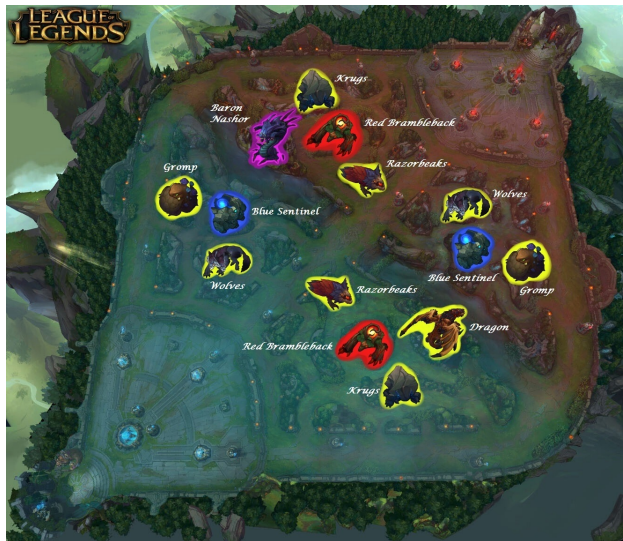 LEAGUE OF
LEGENDS
Krugs
Baron
Nashor
Red Brambleback
Razorbeaks
Gromp
Wolves
Blue Sentinel
Blue Sentinel
Wolves
Gromp
Razorbeaks
Dragon
Red Brambleback
Krugs